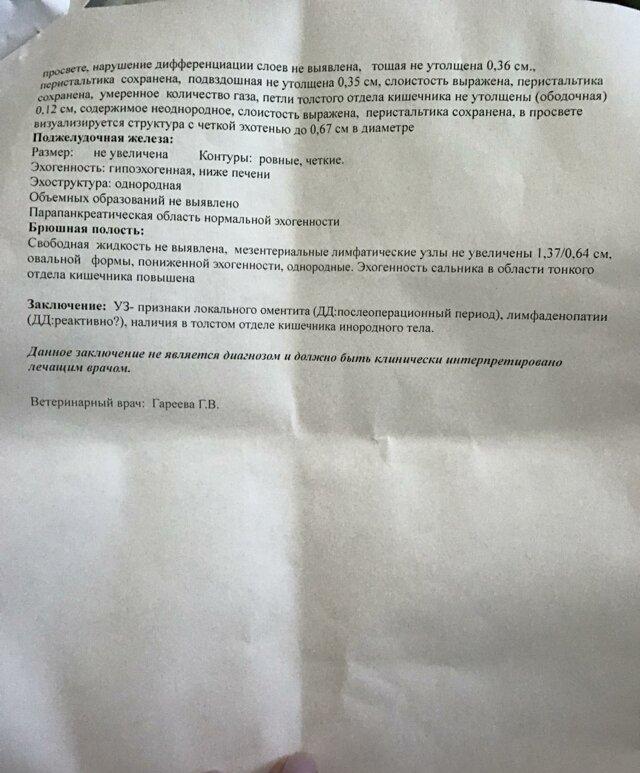 просвете, нарушение дифференциации слоев не выявлена, тощая не утолщена 0,36 см.,
перистальтика сохранена, подвздошная не утолщена 0,35 см, слоистость выражена, перистальтика
сохранена, умеренное количество газа, петли толстого отдела кишечника не утолщены (ободочная)
0,12 см, содержимое неоднородное, слоистость выражена, перистальтика сохранена, в просвете
визуализируется структура с четкой эхотенью до 0,67 см в диаметре
Поджелудочная железа:
Размер: не увеличена Контуры: ровные, четкие.
Эхогенность: гипоэхогенная, ниже печени
Эхоструктура: однородная
Объемных образований не выявлено
Парапанкреатическая область нормальной эхогенности
Брюшная полость:
Свободная жидкость не выявлена, мезентериальные лимфатические узлы не увеличены 1,37/0,64 см,
овальной формы, пониженной эхогенности, однородные. Эхогенность сальника в области тонкого
отдела кишечника повышена
Заключение: УЗ- признаки локального оментита (ДД:послеоперационный период), лимфаденопатии
(ДД:реактивно?), наличия в толстом отделе кишечника инородного тела.
Данное заключение не является диагнозом и должно быть клинически интерпретировано
лечащим врачом.
Ветеринарный врач: Гареева Г.В.